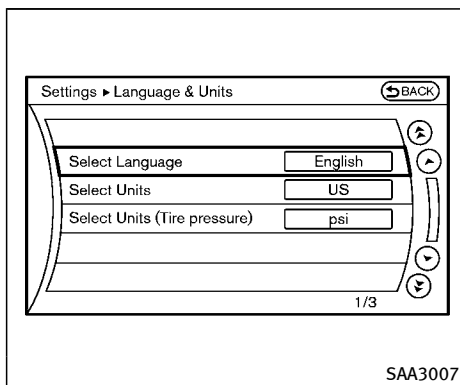 Settings ▸ Language & Units
BACK
Select Language English
Select Units US
Select Units (Tire pressure) psi
1/3
SAA3007